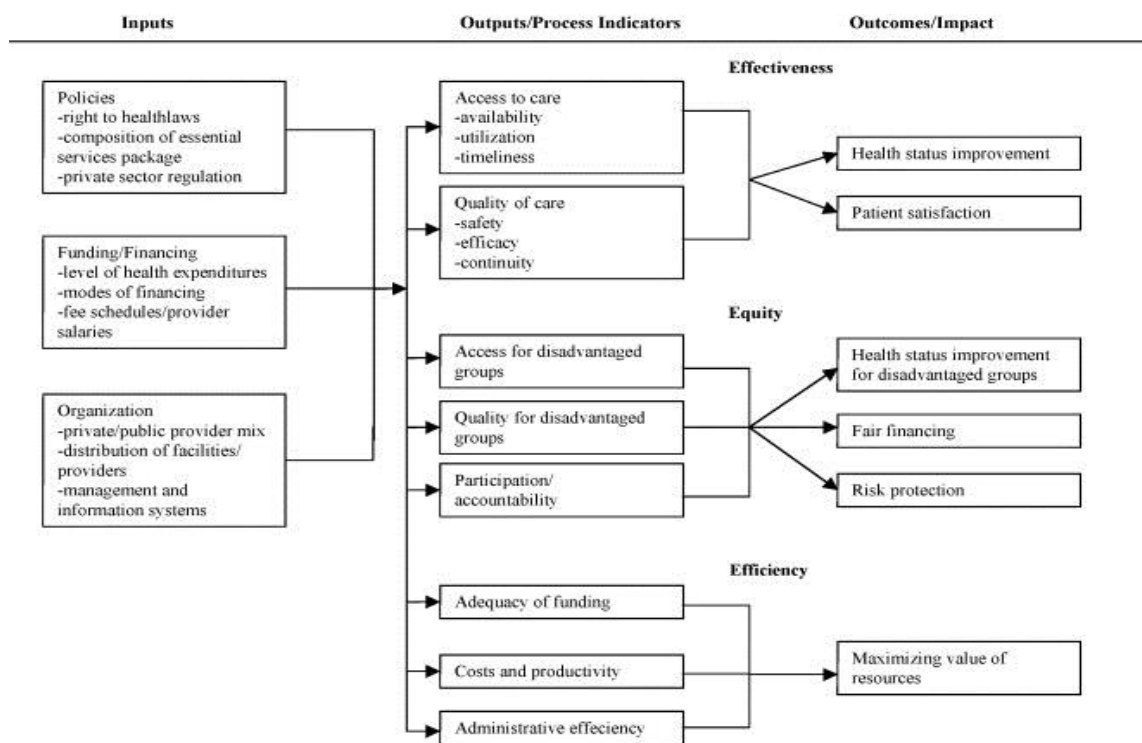 Inputs
Outputs/Process Indicators
Outcomes/Impact
Policies
-right to healthlaws
-composition of essential
services package
-private sector regulation
Funding/Financing
-level of health expenditures
-modes of financing
-fee schedules/provider
salaries
Organization
-private/public provider mix
-distribution of facilities/
providers
-management and
information systems
Effectiveness
Access to care
-availability
-utilization
-timeliness
Quality of care
-safety
-efficacy
-continuity
Health status improvement
Patient satisfaction
Equity
Access for disadvantaged
groups
Quality for disadvantaged
groups
Participation/
accountability
Health status improvement
for disadvantaged groups
Fair financing
Risk protection
Efficiency
Adequacy of funding
Costs and productivity
Administrative effeciency
Maximizing value of
resources